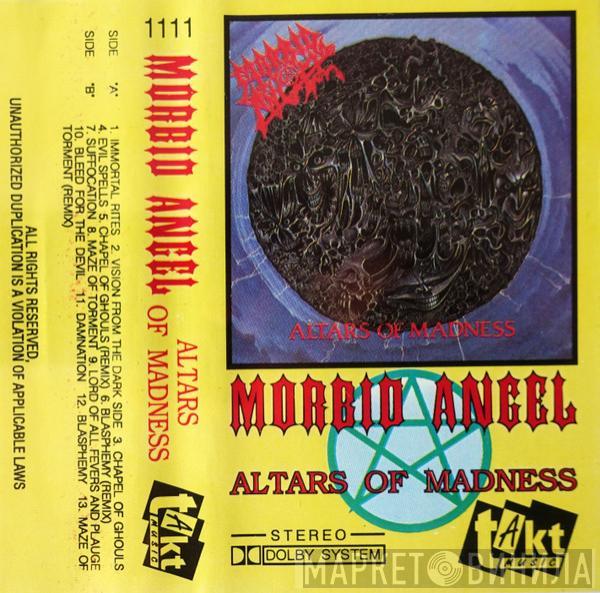 ALL RIGHTS RESERVED,
UNAUTHORIZED DUPLICATION IS A VIOLATION OF APPLICABLE LAWS
SIDE "A" 1. IMMORTAL RITES 2. VISION FROM THE DARK SIDE 3. CHAPEL OF GHOULS
4. EVIL SPELLS 5. CHAPEL OF GHOULS (REMIX) 6. BLASPHEMY (REMIX)
SIDE "B" 7. SUFFOCATION 8. MAZE OF TORMENT 9. LORD OF ALL FEVERS AND PLAUGE
10. BLEED FOR THE DEVIL 11. DAMNATION 12. BLASPHEMY 13. MAZE OF
TORMENT (REMIX)
1111
MORBID ANGEL
ALTARS
OF MADNESS
tAkt
MUSIC
MORBID
ANGEL
ALTARS OF MADNESS
MORBID ANGEL
ALTARS OF MADNESS
STEREO
DOLBY SYSTEM
tAkt
MUSIC
МАРКЕТ ВИНИЛА